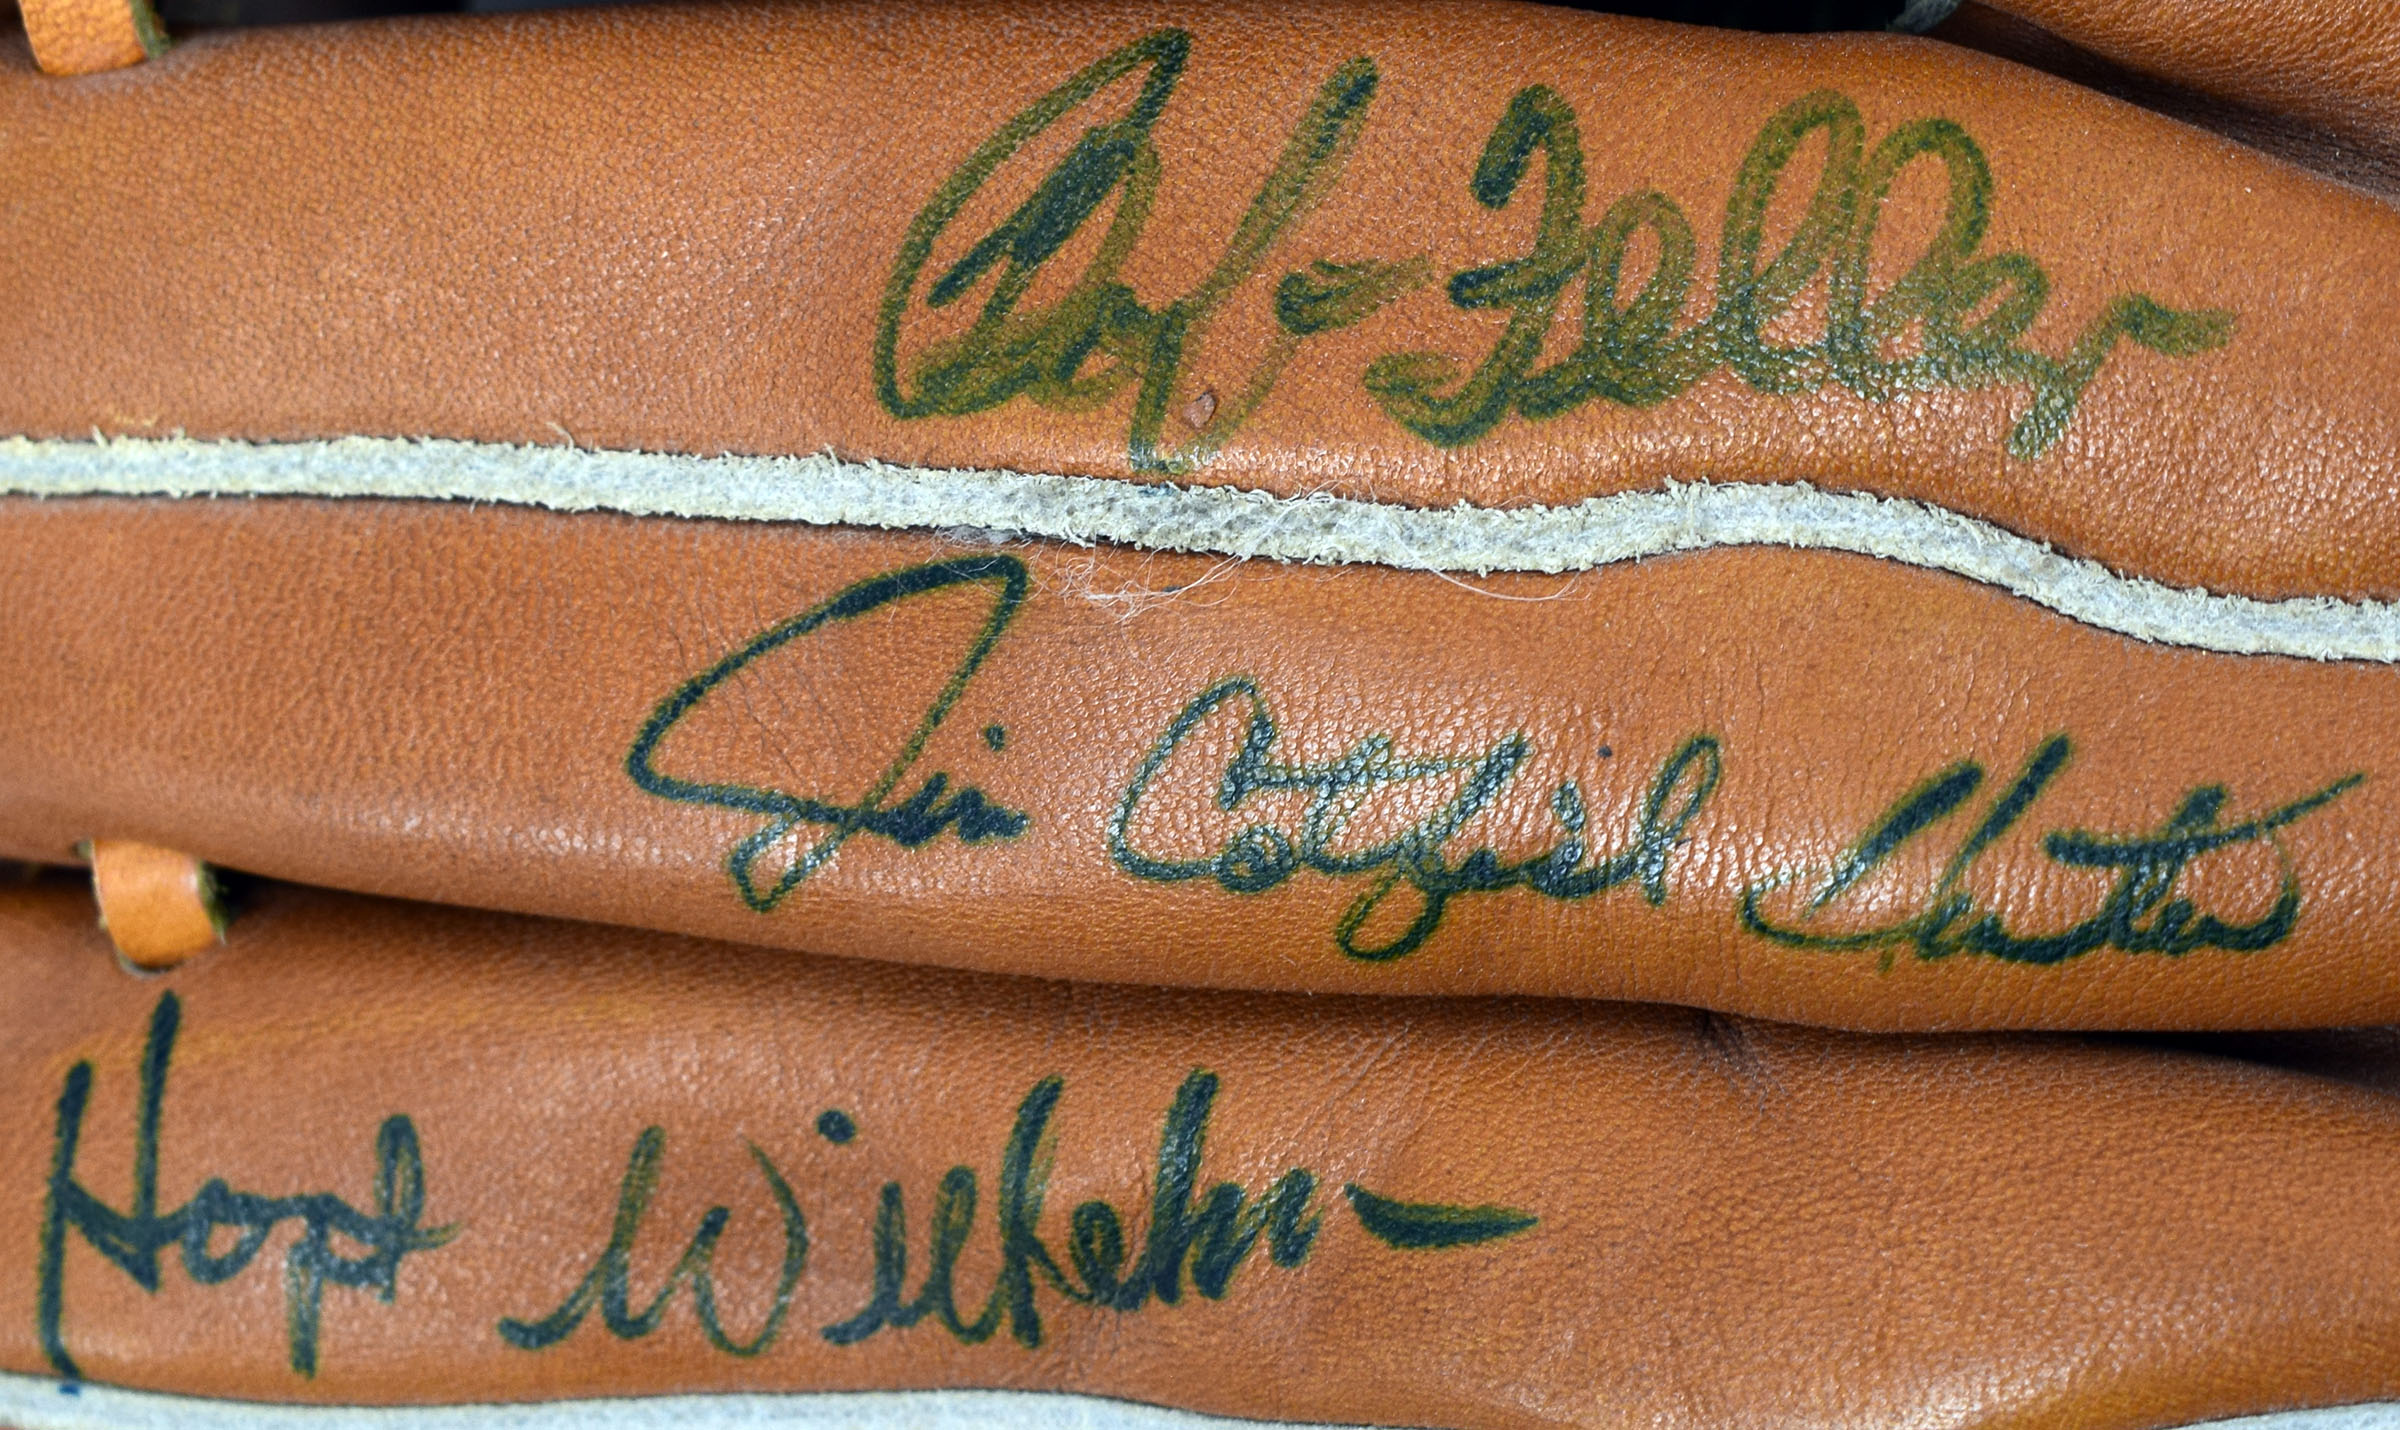 Bob Feller
Jim Catfish Hunter
Hoyt Wilhelm